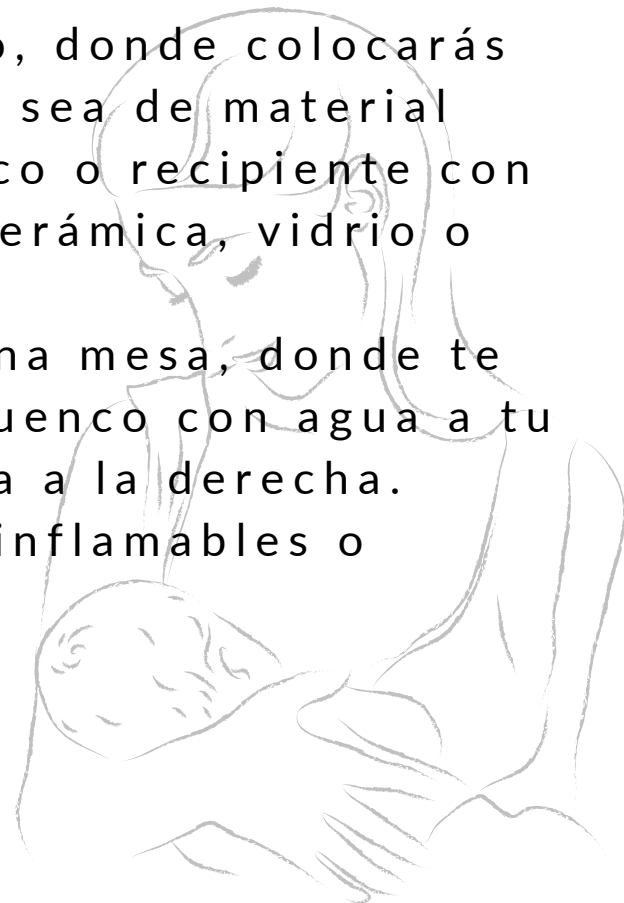 o, donde colocarás
sea de material
co o recipiente con
erámica, vidrio o
na mesa, donde te
uenco con agua a tu
a a la derecha.
inflamables o